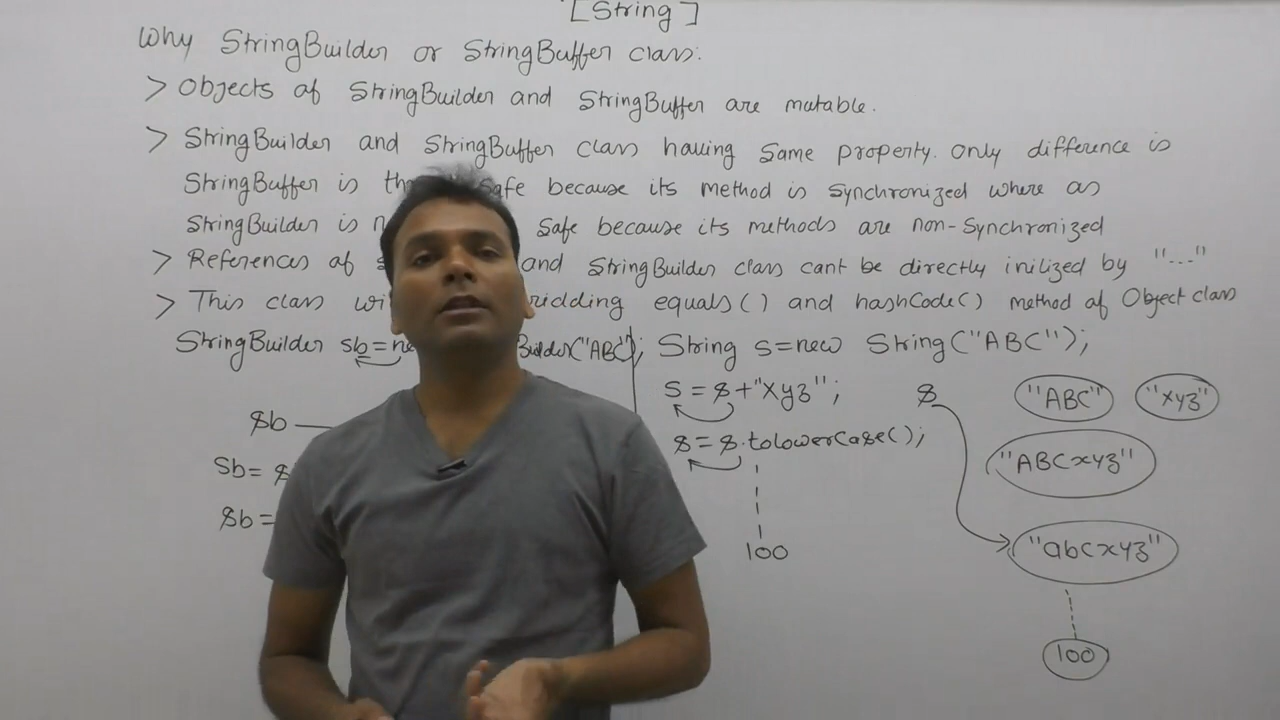 [String]
Why StringBuilder or StringBuffer class:
> Objects of StringBuilder and StringBuffer are mutable.
> StringBuilder and StringBuffer class having same property. only difference is
StringBuffer is safe because its method is synchronized where as
StringBuilder is safe because its methods are non-synchronized
> References of and StringBuilder class cant be directly inilized by "---"
> This class equals() and hashCode() method of Object class
StringBuilder sb=ne Builder("ABC"); String s=new String("ABC");
s=s+"xyz"; s "ABC" "xyz"
sb
s=s.tolowerCase();
sb= s "ABCxyz"
sb=
"abcxyz"
100
100